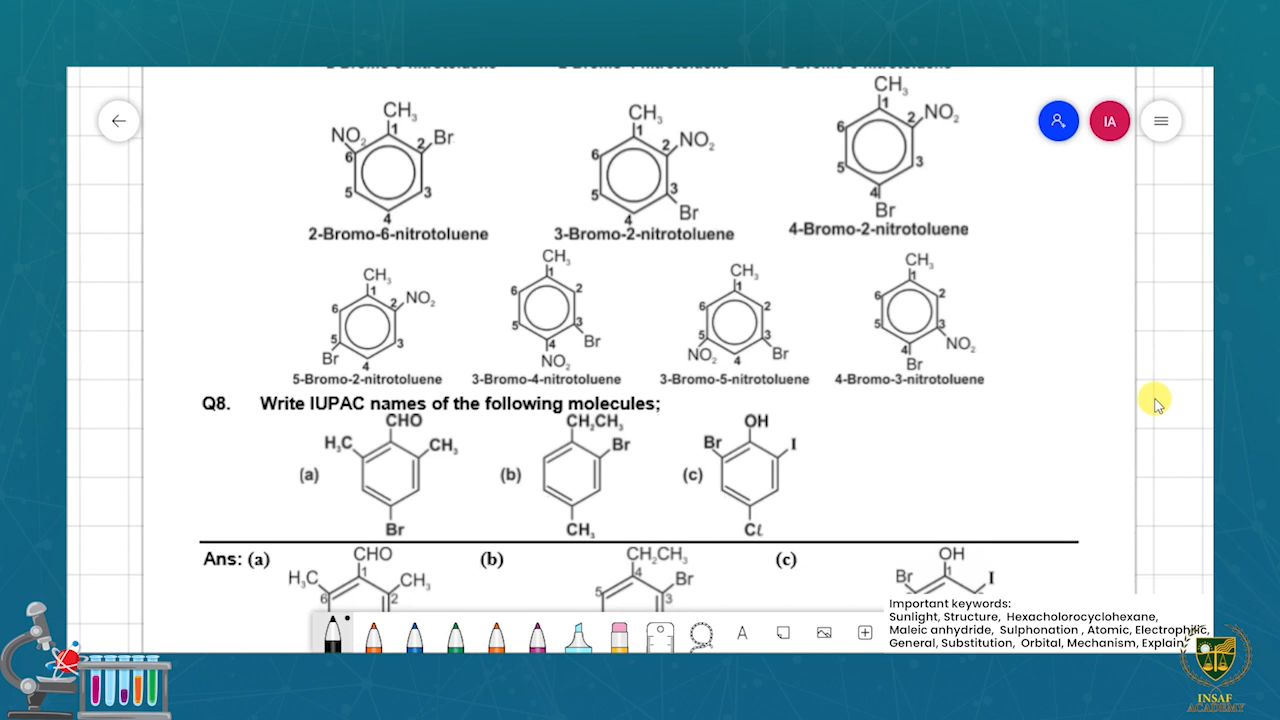 CH₃
NO₂
1
2
Br
6
5
3
4
2-Bromo-6-nitrotoluene
CH₃
1
2
NO₂
6
5
3
Br
4
3-Bromo-2-nitrotoluene
CH₃
1
2
NO₂
6
5
3
4
Br
4-Bromo-2-nitrotoluene
IA
CH₃
1
2
NO₂
6
5
3
Br
4
5-Bromo-2-nitrotoluene
CH₃
1
6
2
5
3
Br
4
NO₂
3-Bromo-4-nitrotoluene
CH₃
1
6
2
5
3
NO₂
4
Br
3-Bromo-5-nitrotoluene
CH₃
1
6
2
5
3
4
NO₂
Br
4-Bromo-3-nitrotoluene
Q8. Write IUPAC names of the following molecules;
(a)
CHO
H₃C
CH₃
Br
(b)
CH₂CH₃
Br
CH₃
(c)
OH
Br
I
Cℓ
Ans: (a)
CHO
H₃C
1
CH₃
6
2
(b)
CH₂CH₃
4
Br
5
3
(c)
OH
Br
1
I
A
Important keywords:
Sunlight, Structure, Hexacholorocyclohexane,
Maleic anhydride, Sulphonation , Atomic, Electrophilic,
General, Substitution, Orbital, Mechanism, Explain
INSAF
ACADEMY